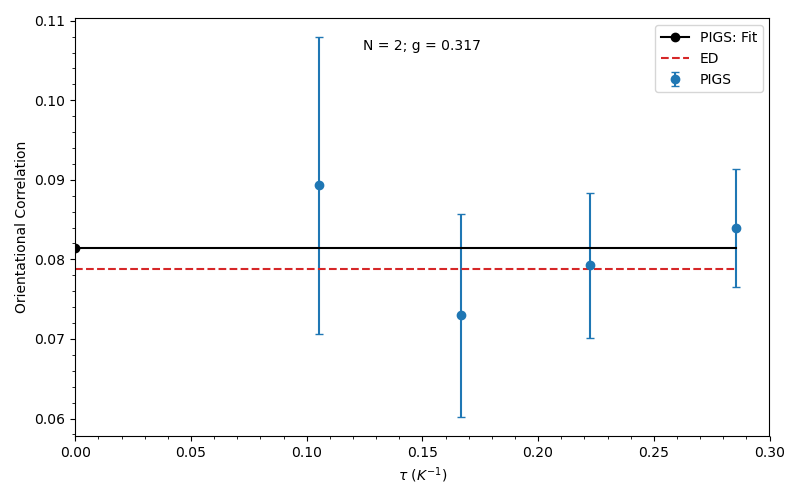 N = 2; g = 0.317
PIGS: Fit
ED
PIGS
Orientational Correlation
0.11
0.10
0.09
0.08
0.07
0.06
0.00 0.05 0.10 0.15 0.20 0.25 0.30
τ (K⁻¹)